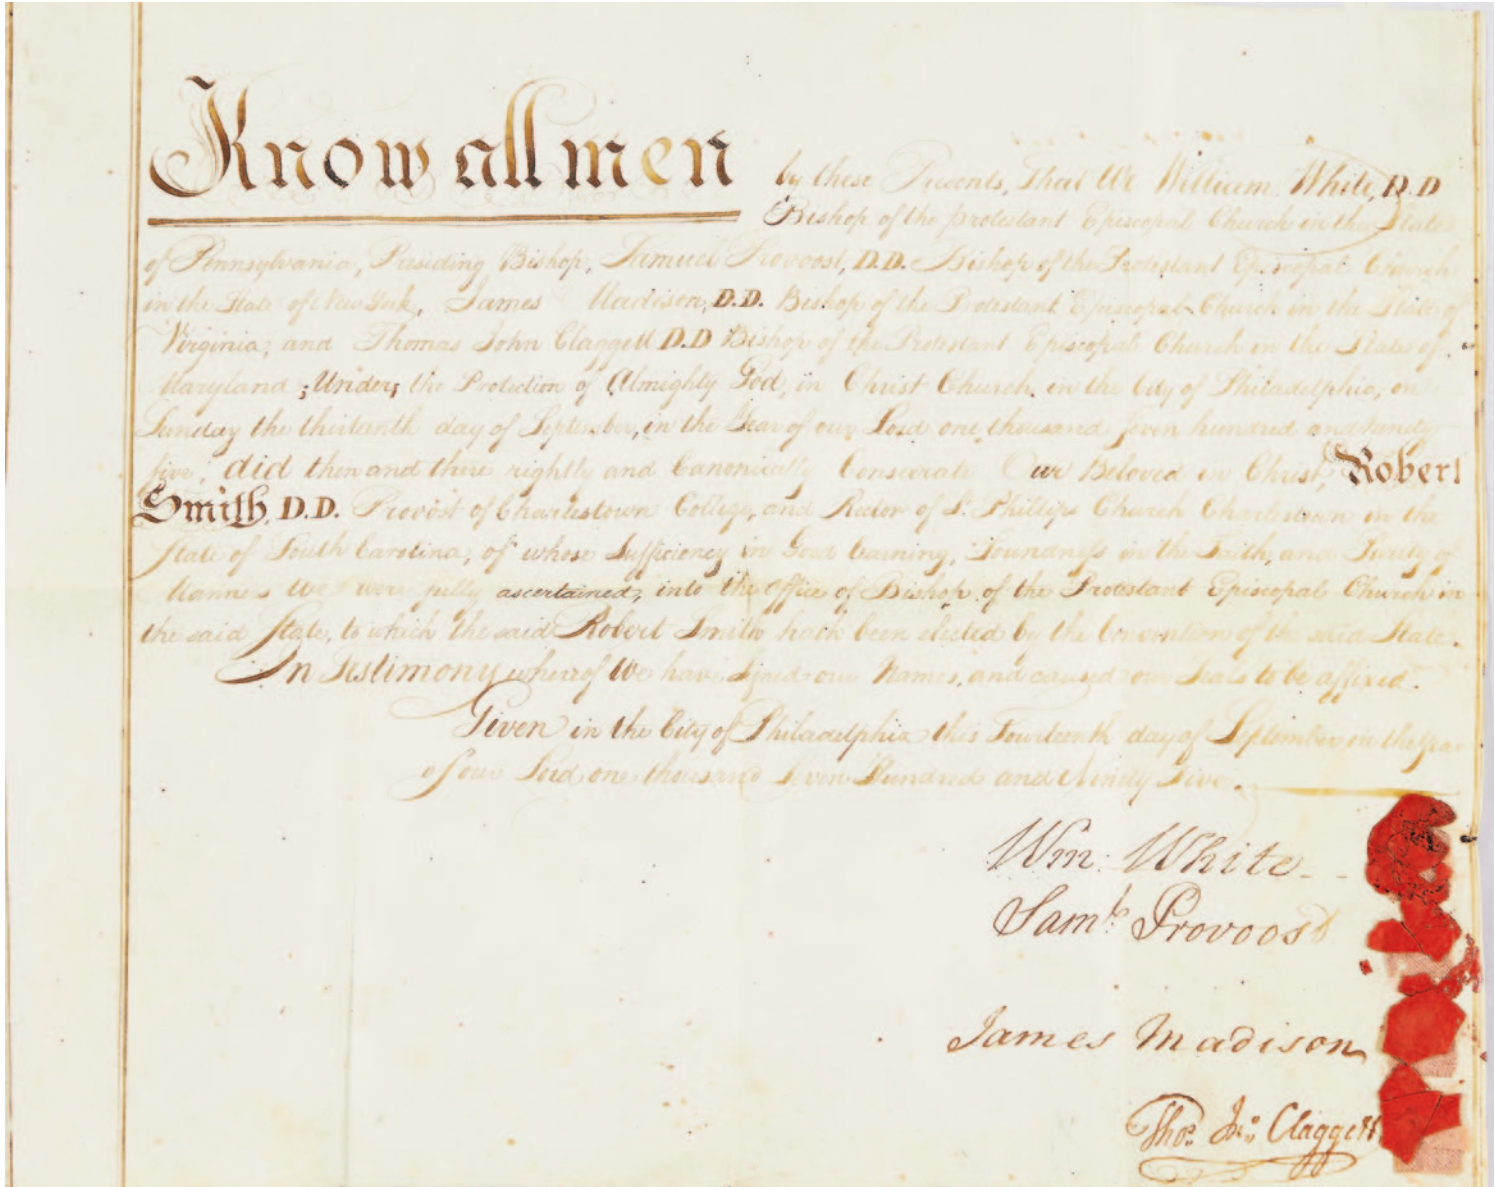 Know all men by these Presents, That We William White, D.D
Bishop of the Protestant Episcopal Church in the State
of Pennsylvania, Presiding Bishop, Samuel Provoost, D.D. Bishop of the Protestant Episcopal Church
in the State of New York, James Madison, D.D. Bishop of the Protestant Episcopal Church in the State of
Virginia; and Thomas John Claggett D.D Bishop of the Protestant Episcopal Church in the State of
Maryland; Under, the Protection of Almighty God, in Christ Church, in the City of Philadelphia, on
Sunday the thirteenth day of September, in the Year of our Lord one thousand seven hundred and ninety
five, did then and there rightly and Canonically Consecrate Our Beloved in Christ, Robert
Smith, D.D. Provost of Charlestown College, and Rector of St. Phillips Church Charlestown in the
State of South Carolina, of whose Sufficiency in Good Learning, Soundness in the Faith, and Purity of
Manners We were fully ascertained, into the Office of Bishop of the Protestant Episcopal Church in
the said State, to which the said Robert Smith hath been elected by the Convention of the said State.
In Testimony whereof We have signed our Names, and caused our Seals to be affixed.
Given in the City of Philadelphia this Fourteenth day of September in the Year
of our Lord one thousand Seven Hundred and Ninety Five.
Wm: White
Saml. Provoost
James Madison
Thos. Jno. Claggett